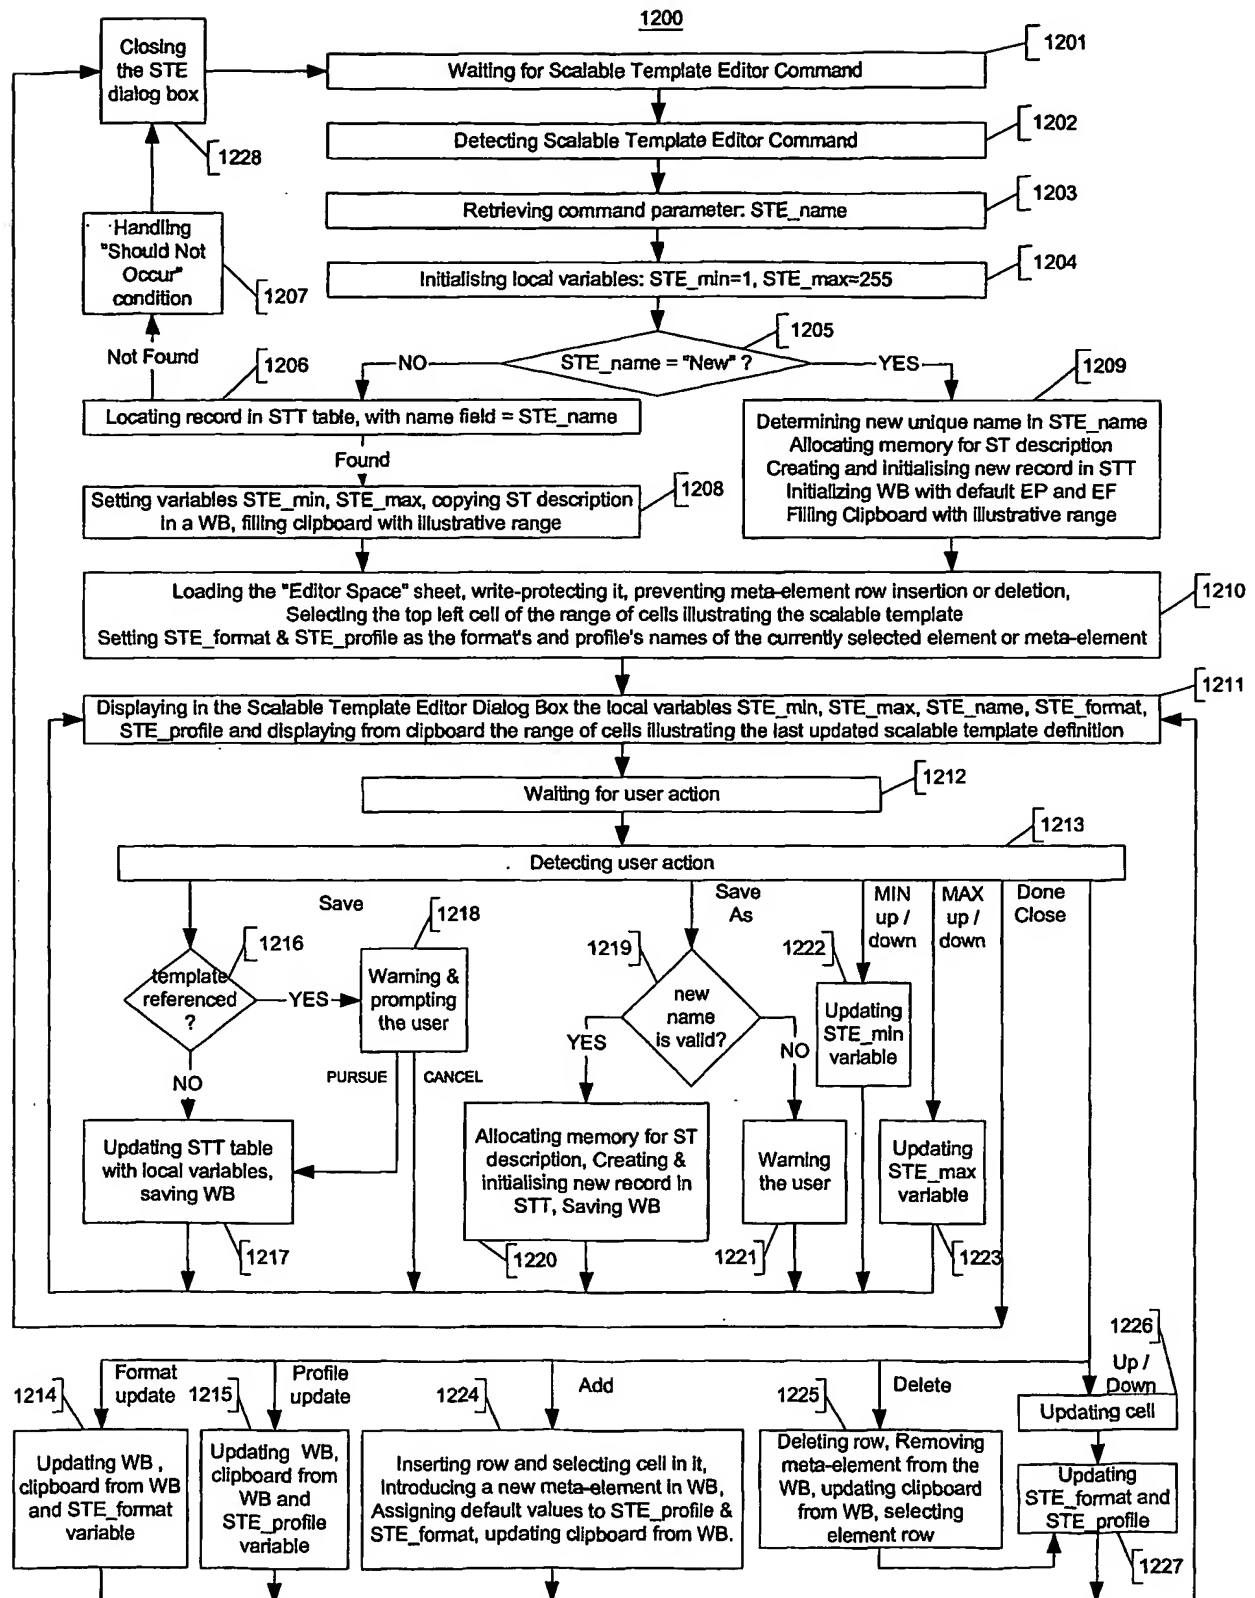 1200
Closing
the STE
dialog box
1201
Waiting for Scalable Template Editor Command
1202
Detecting Scalable Template Editor Command
1228
1203
Retrieving command parameter: STE_name
Handling
"Should Not
Occur"
condition
1204
Initialising local variables: STE_min=1, STE_max=255
1207
1205
STE_name = "New" ?
NO
YES
Not Found
1206
1209
Locating record in STT table, with name field = STE_name
Determining new unique name in STE_name
Allocating memory for ST description
Creating and initialising new record in STT
Initializing WB with default EP and EF
Filling Clipboard with illustrative range
Found
1208
Setting variables STE_min, STE_max, copying ST description
in a WB, filling clipboard with illustrative range
Loading the "Editor Space" sheet, write-protecting it, preventing meta-element row insertion or deletion,
Selecting the top left cell of the range of cells illustrating the scalable template
Setting STE_format & STE_profile as the format's and profile's names of the currently selected element or meta-element
1210
1211
Displaying in the Scalable Template Editor Dialog Box the local variables STE_min, STE_max, STE_name, STE_format,
STE_profile and displaying from clipboard the range of cells illustrating the last updated scalable template definition
1212
Waiting for user action
1213
Detecting user action
Save
Save
As
MIN
up /
down
MAX
up /
down
Done
Close
1216
1218
1219
1222
template
referenced
?
YES
Warning &
prompting
the user
new
name
is valid?
Updating
STE_min
variable
YES
NO
NO
PURSUE
CANCEL
Updating STT table
with local variables,
saving WB
Allocating memory for ST
description, Creating &
initialising new record in
STT, Saving WB
Warning
the user
Updating
STE_max
variable
1217
1220
1221
1223
1226
Up /
Down
Format
update
Profile
update
Add
Delete
1214
1215
1224
1225
Updating cell
Updating WB ,
clipboard from WB
and STE_format
variable
Updating WB,
clipboard from
WB and
STE_profile
variable
Inserting row and selecting cell in it,
Introducing a new meta-element in WB,
Assigning default values to STE_profile &
STE_format, updating clipboard from WB.
Deleting row, Removing
meta-element from the
WB, updating clipboard
from WB, selecting
element row
Updating
STE_format and
STE_profile
1227